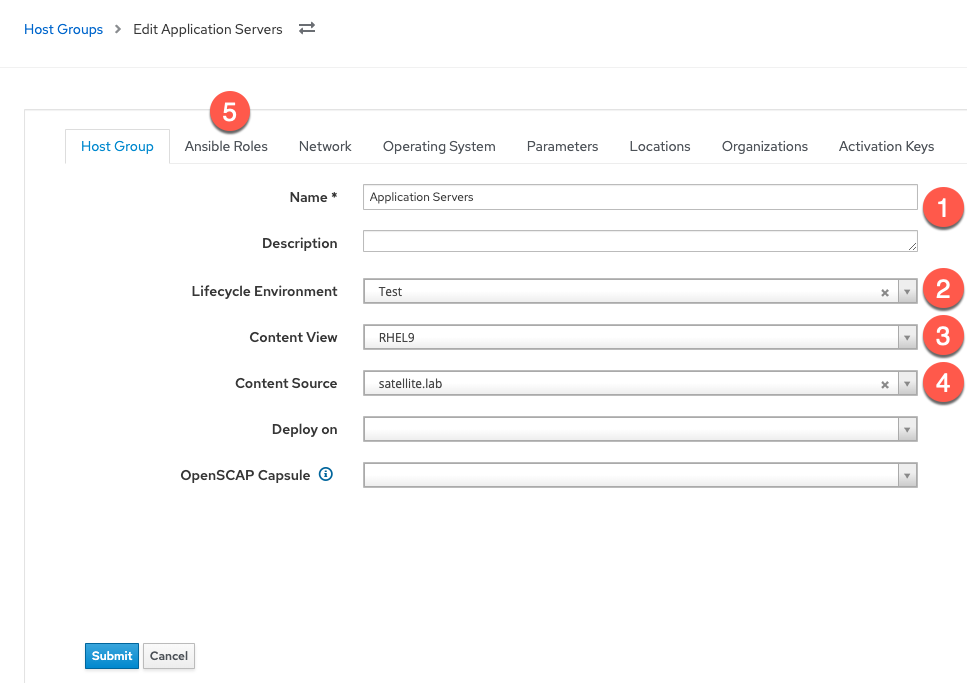 Host Groups > Edit Application Servers
5
Host Group Ansible Roles Network Operating System Parameters Locations Organizations Activation Keys
Name * Application Servers
1
Description
Lifecycle Environment Test × 2
Content View RHEL9 3
Content Source satellite.lab × 4
Deploy on
OpenSCAP Capsule i
Submit Cancel